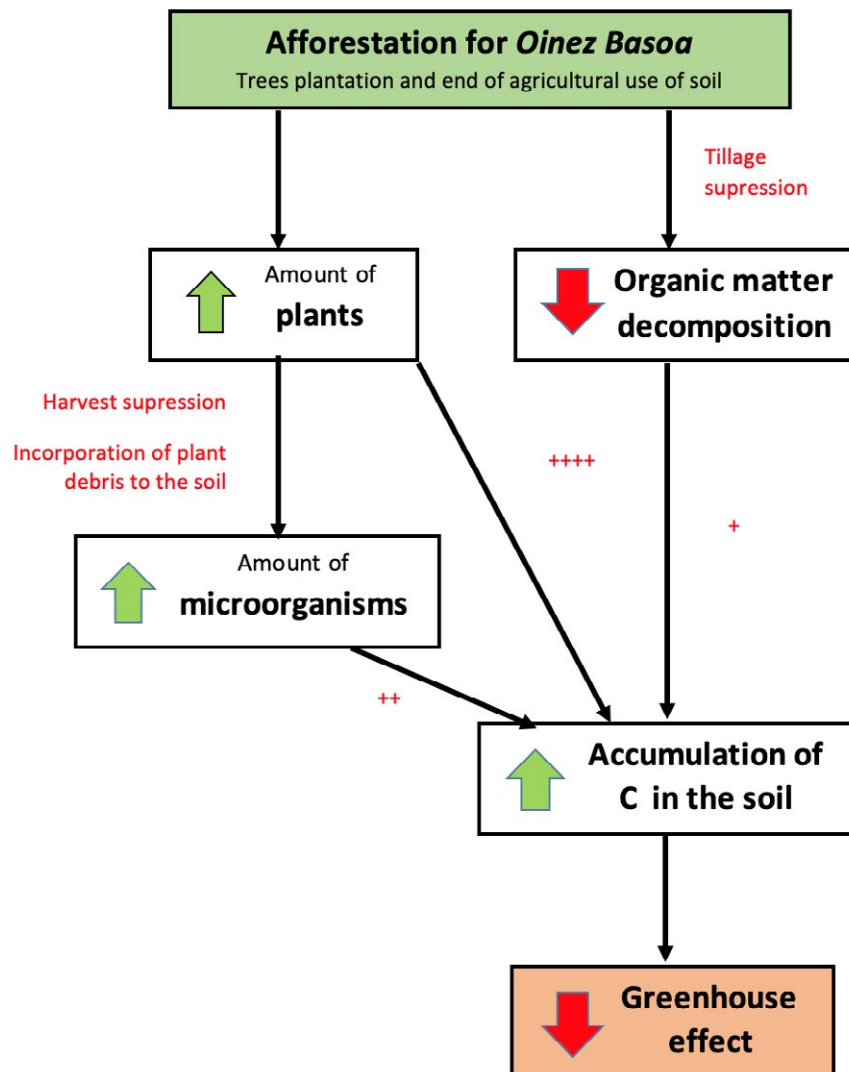 Afforestation for Oinez Basoa
Trees plantation and end of agricultural use of soil
Tillage
supression
Amount of
plants
Organic matter
decomposition
Harvest supression
Incorporation of plant
debris to the soil
++++
+
Amount of
microorganisms
++
Accumulation of
C in the soil
Greenhouse
effect